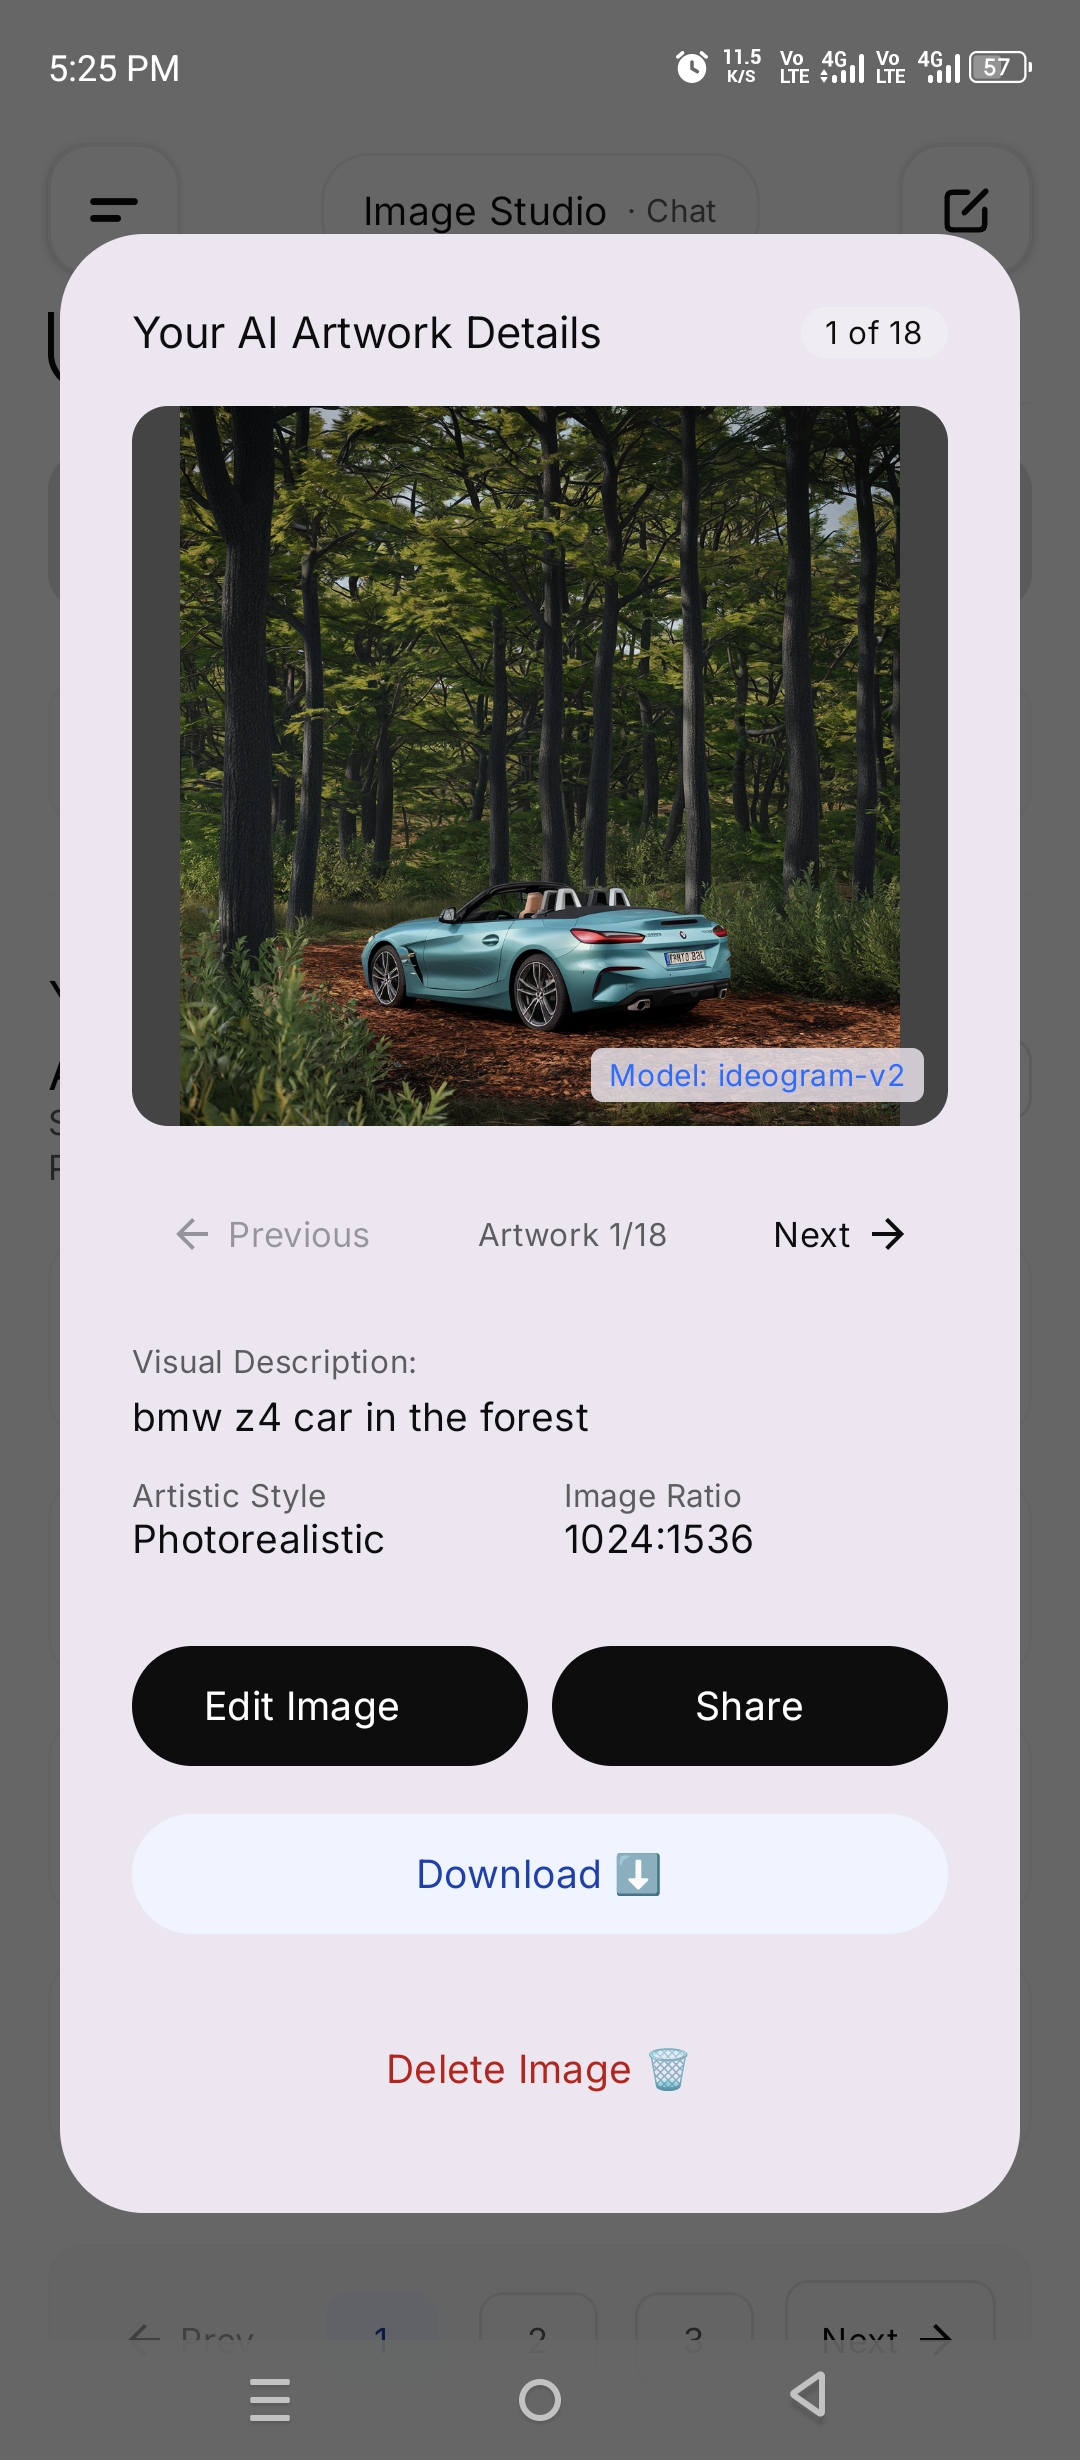 5:25 PM
11.5 K/S Vo LTE 4G Vo LTE 4G 57
Image Studio · Chat
Your AI Artwork Details
1 of 18
Model: ideogram-v2
Previous
Artwork 1/18
Next
Visual Description:
bmw z4 car in the forest
Artistic Style
Image Ratio
Photorealistic
1024:1536
Edit Image
Share
Download
Delete Image
Prev 1 2 3 Next